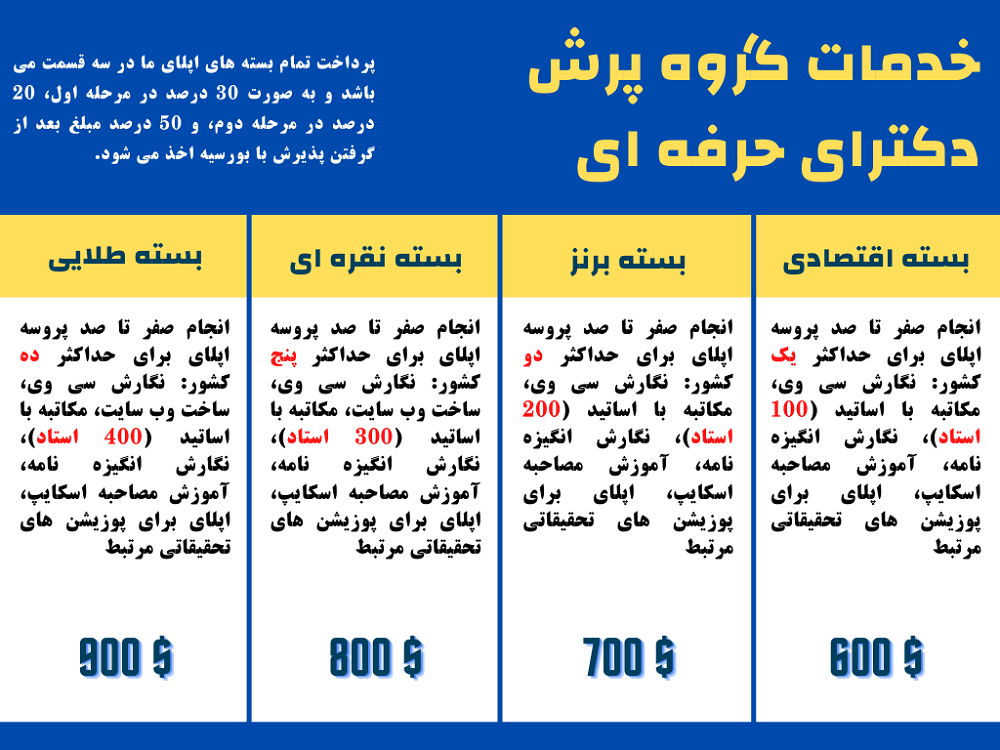 خدمات گروه پرش
دکترای حرفه ای
پرداخت تمام بسته های اپلای ما در سه قسمت می
باشد و به صورت 30 درصد در مرحله اول، 20
درصد در مرحله دوم، و 50 درصد مبلغ بعد از
گرفتن پذیرش با بورسیه اخذ می شود.
بسته اقتصادی
انجام صفر تا صد پروسه
اپلای برای حداکثر یک
کشور: نگارش سی وی،
مکاتبه با اساتید (100
استاد)، نگارش انگیزه
نامه، آموزش مصاحبه
اسکایپ، اپلای برای
پوزیشن های تحقیقاتی
مرتبط
600 $
بسته برنز
انجام صفر تا صد پروسه
اپلای برای حداکثر دو
کشور: نگارش سی وی،
مکاتبه با اساتید (200
استاد)، نگارش انگیزه
نامه، آموزش مصاحبه
اسکایپ، اپلای برای
پوزیشن های تحقیقاتی
مرتبط
700 $
بسته نقره ای
انجام صفر تا صد پروسه
اپلای برای حداکثر پنج
کشور: نگارش سی وی،
ساخت وب سایت، مکاتبه با
اساتید (300 استاد)،
نگارش انگیزه نامه،
آموزش مصاحبه اسکایپ،
اپلای برای پوزیشن های
تحقیقاتی مرتبط
800 $
بسته طلایی
انجام صفر تا صد پروسه
اپلای برای حداکثر ده
کشور: نگارش سی وی،
ساخت وب سایت، مکاتبه با
اساتید (400 استاد)،
نگارش انگیزه نامه،
آموزش مصاحبه اسکایپ،
اپلای برای پوزیشن های
تحقیقاتی مرتبط
900 $